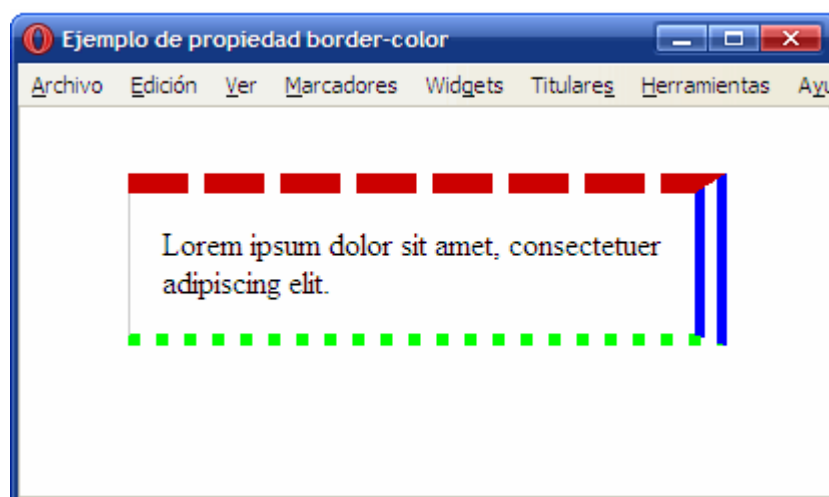 Ejemplo de propiedad border-color
Archivo Edición Ver Marcadores Widgets Titulares Herramientas Ayu
Lorem ipsum dolor sit amet, consectetuer
adipiscing elit.